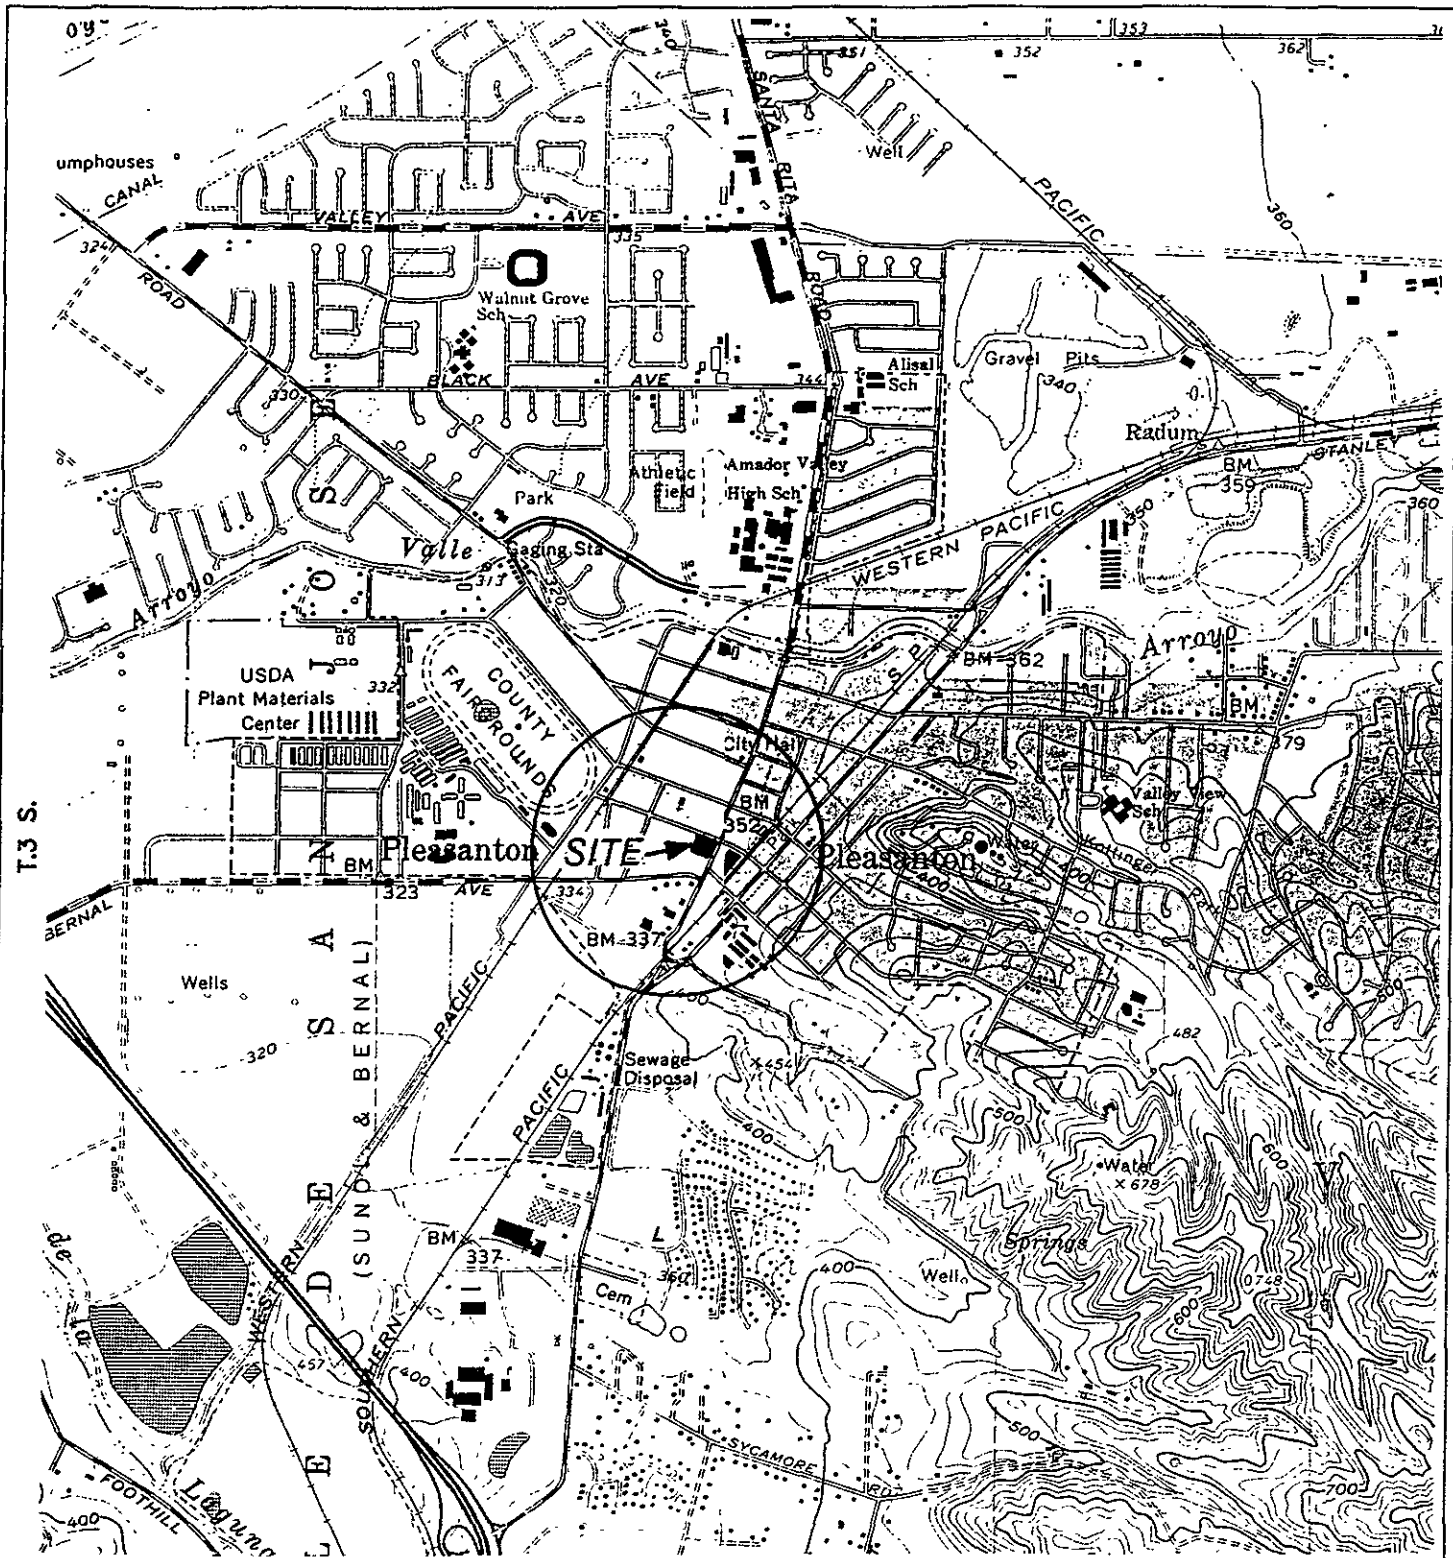 340
353
352
351
362
SANTA RITA ROAD
Well
umphouses
CANAL
PACIFIC
360
VALLEY AVE
324
335
ROAD
Walnut Grove
Sch
Gravel Pits
340
Alisal
Sch
BLACK AVE
344
330
Radum
STANLEY
BM
359
360
Athletic
Field
Amador Valley
High Sch
Park
350
WESTERN PACIFIC
Valle
Gaging Sta
313
320
Arroyo
Arroyo
BM 362
USDA
Plant Materials
Center
332
COUNTY
FAIRGROUNDS
BM
379
City Hall
Valley View
Sch
BM
352
Water
Kottinger
T.3 S.
Pleasanton
SITE
Pleasanton
400
BM
323
AVE
334
BERNAL
BM 337
Wells
PACIFIC
S A N J O S
(SUNOL & BERNAL)
320
482
Sewage
Disposal
454
PACIFIC
400
500
600
Water
678
V
BM
337
L
360
Springs
Well
400
0748
600
Cem
WESTERN
de la
457
SOUTHERN
400
E D E
SYCAMORE
500
700
FOOTHILL
400
Laguna